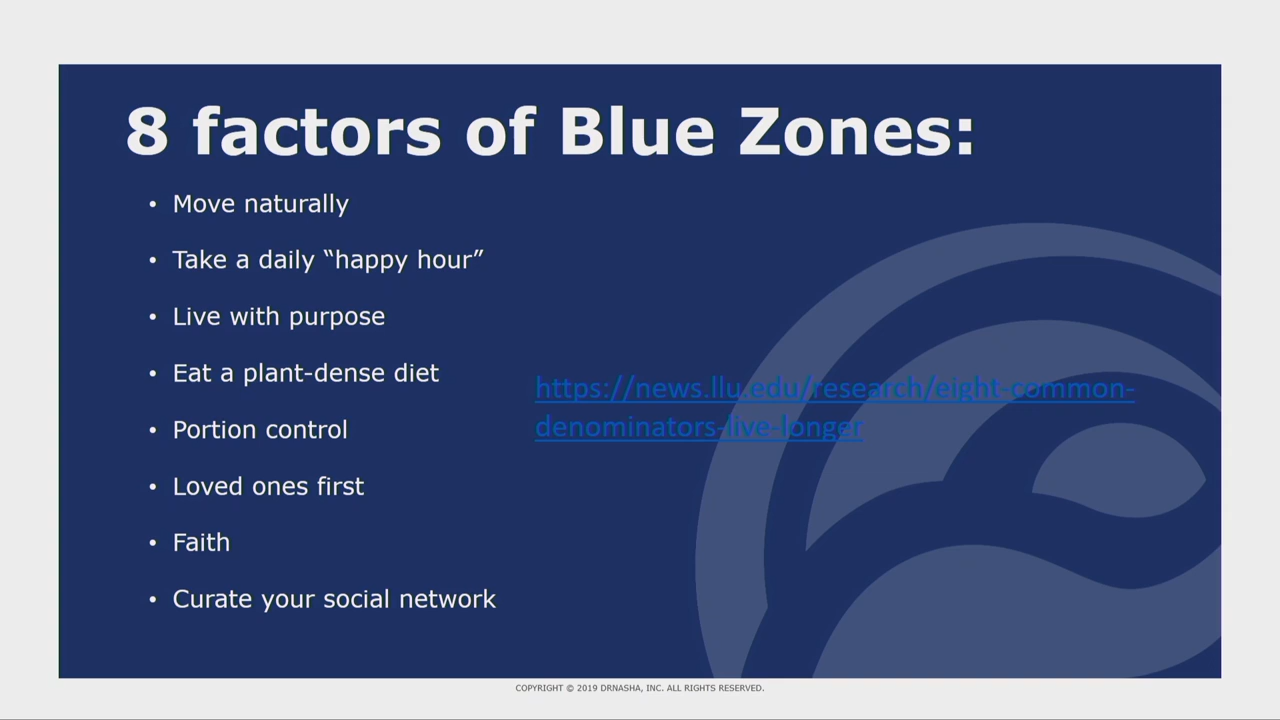 8 factors of Blue Zones:
• Move naturally
• Take a daily “happy hour”
• Live with purpose
• Eat a plant-dense diet
• Portion control
• Loved ones first
• Faith
• Curate your social network
https://news.llu.edu/research/eight-common-
denominators-live-longer
COPYRIGHT © 2019 DRNASHA, INC. ALL RIGHTS RESERVED.